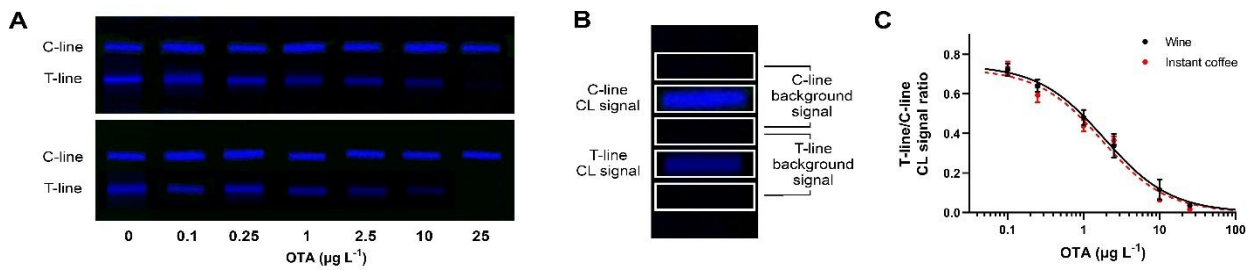 A
C-line
T-line
C-line
T-line
0 0.1 0.25 1 2.5 10 25
OTA (µg L⁻¹)
B
C-line
CL signal
T-line
CL signal
C-line
background
signal
T-line
background
signal
C
T-line/C-line
CL signal ratio
0.8
0.6
0.4
0.2
0.0
Wine
Instant coffee
0.1 1 10 100
OTA (µg L⁻¹)